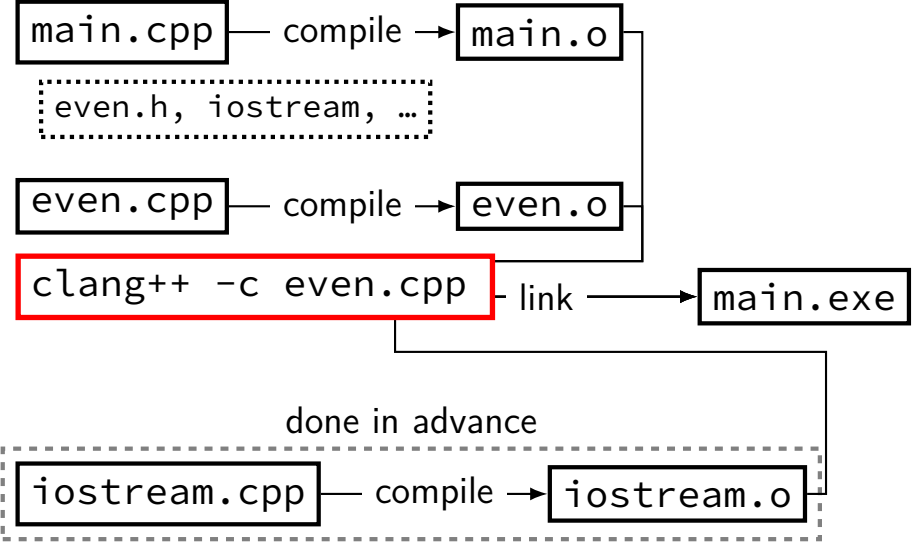 main.cpp compile main.o
even.h, iostream, …
even.cpp compile even.o
clang++ -c even.cpp
link main.exe
done in advance
iostream.cpp compile iostream.o